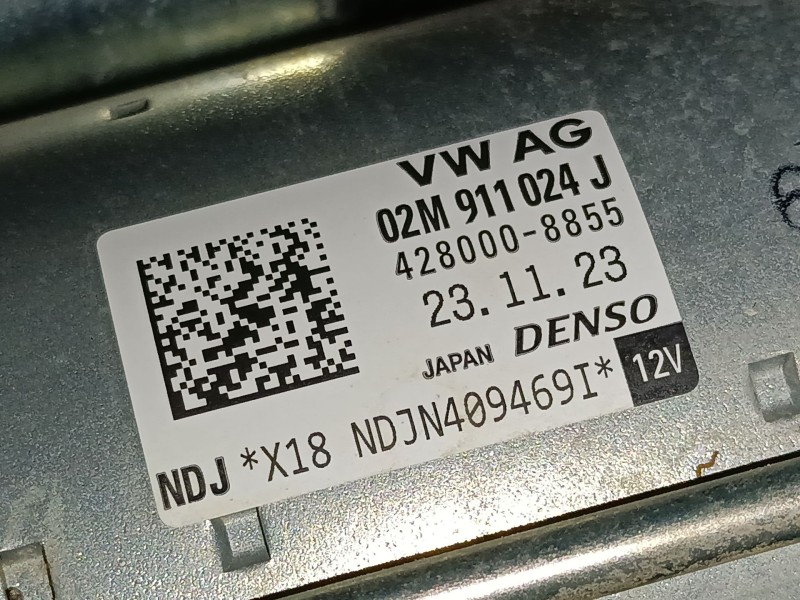 VW AG
02M 911 024 J
428000-8855
23.11.23
JAPAN DENSO
12V
NDJ *X18 NDJN409469I*